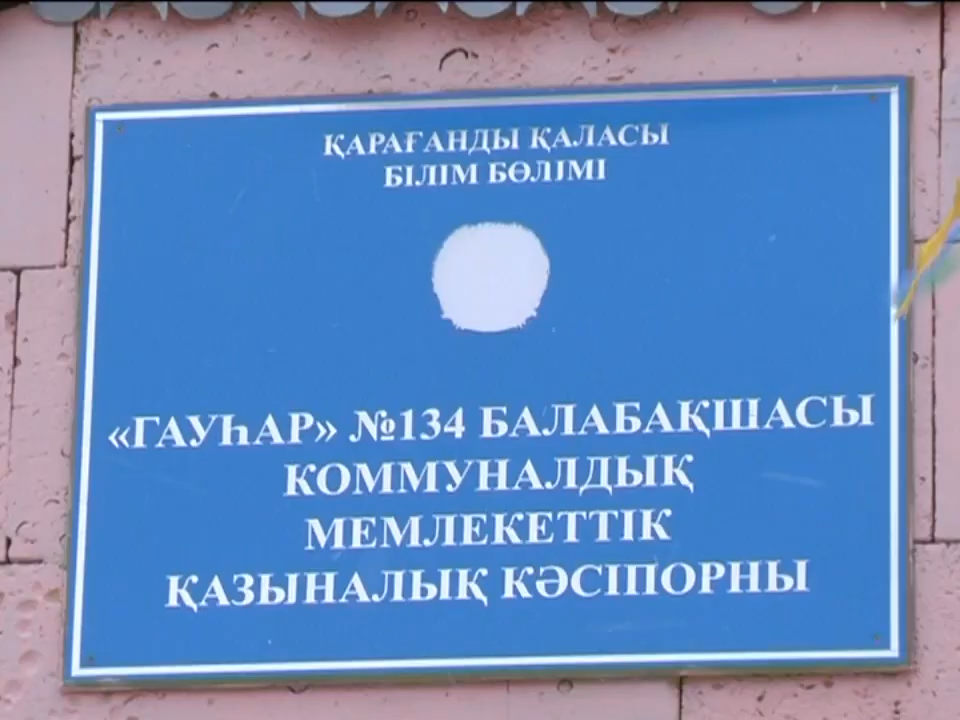 ҚАРАҒАНДЫ ҚАЛАСЫ
БІЛІМ БӨЛІМІ
«ГАУҺАР» №134 БАЛАБАҚШАСЫ
КОММУНАЛДЫҚ
МЕМЛЕКЕТТІК
ҚАЗЫНАЛЫҚ КӘСІПОРНЫ